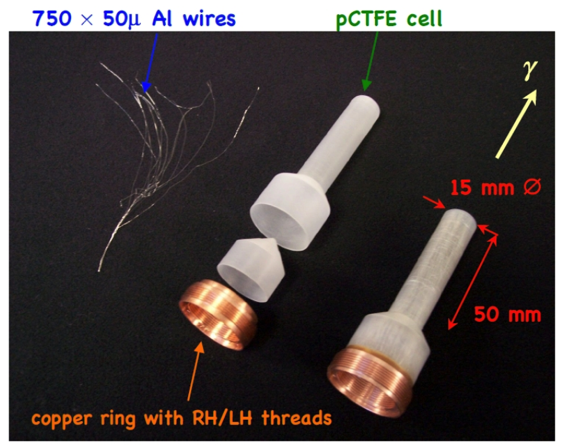 750 × 50μ Al wires
pCTFE cell
γ
15 mm ∅
50 mm
copper ring with RH/LH threads